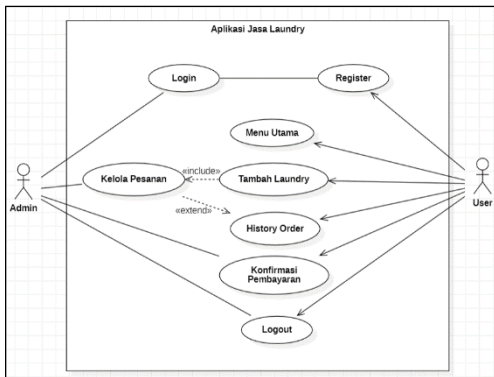 Aplikasi Jasa Laundry
Login
Register
Menu Utama
«include»
Kelola Pesanan
Tambah Laundry
Admin
User
«extend»
History Order
Konfirmasi
Pembayaran
Logout